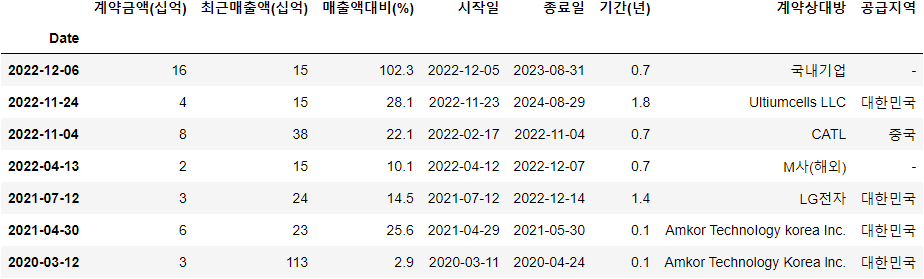 계약금액(십억) 최근매출액(십억) 매출액대비(%) 시작일 종료일 기간(년) 계약상대방 공급지역
Date
2022-12-06 16 15 102.3 2022-12-05 2023-08-31 0.7 국내기업 -
2022-11-24 4 15 28.1 2022-11-23 2024-08-29 1.8 Ultiumcells LLC 대한민국
2022-11-04 8 38 22.1 2022-02-17 2022-11-04 0.7 CATL 중국
2022-04-13 2 15 10.1 2022-04-12 2022-12-07 0.7 M사(해외) -
2021-07-12 3 24 14.5 2021-07-12 2022-12-14 1.4 LG전자 대한민국
2021-04-30 6 23 25.6 2021-04-29 2021-05-30 0.1 Amkor Technology korea Inc. 대한민국
2020-03-12 3 113 2.9 2020-03-11 2020-04-24 0.1 Amkor Technology Korea Inc. 대한민국